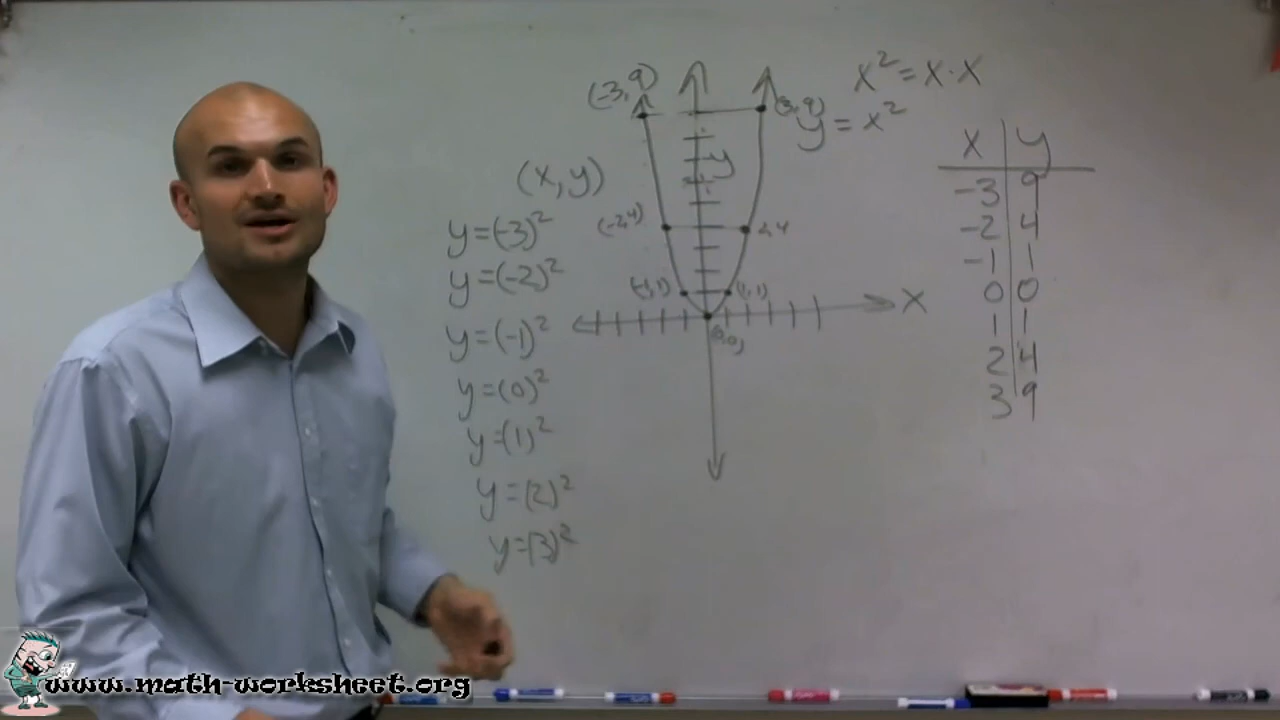 x² = x · x
y = x²
(-3, 9)
(3, 9)
(x, y)
y
(-2, 4)
2, 4
(-1, 1)
(1, 1)
x
(0, 0)
y = (-3)²
y = (-2)²
y = (-1)²
y = (0)²
y = (1)²
y = (2)²
y = (3)²
x y
-3 9
-2 4
-1 1
0 0
1 1
2 4
3 9
www.math-worksheet.org